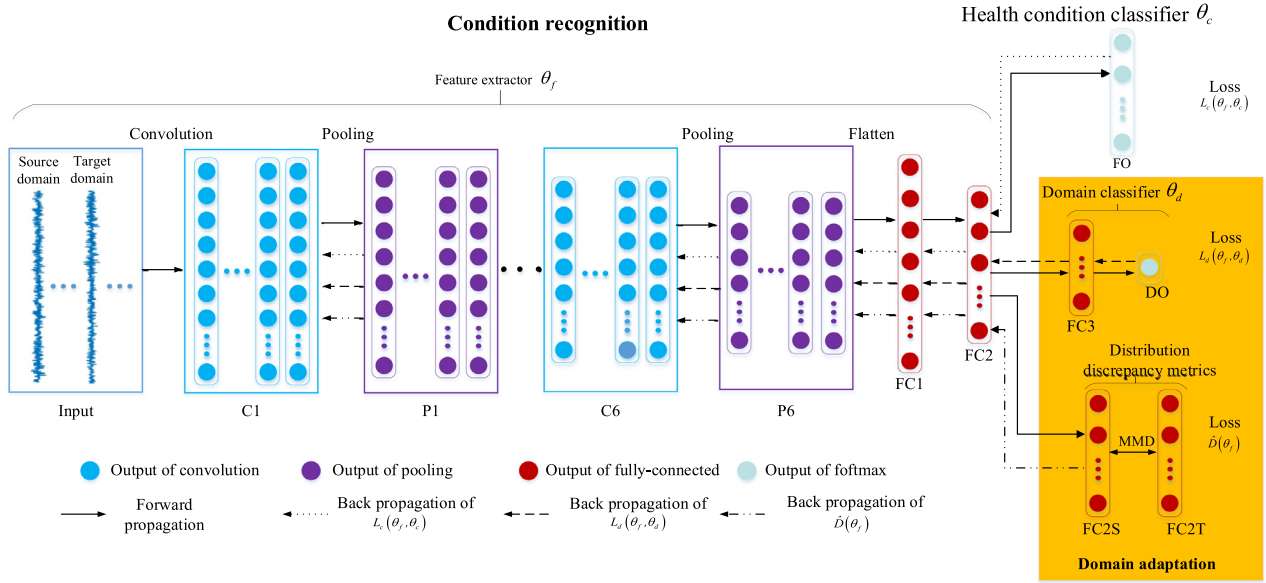 Condition recognition
Health condition classifier θc
Feature extractor θf
Loss
Lc(θf,θc)
Convolution
Pooling
Pooling
Flatten
FO
Source
domain
Target
domain
Domain classifier θd
Loss
Ld(θf,θd)
DO
FC3
FC2
FC1
Distribution
discrepancy metrics
Input
C1
P1
C6
P6
Loss
D̂(θf)
MMD
Output of convolution
Output of pooling
Output of fully-connected
Output of foftmax
Forward
propagation
Back propagation of
Lc(θf,θc)
Back propagation of
Ld(θf,θd)
Back propagation of
D̂(θf)
FC2S
FC2T
Domain adaptation